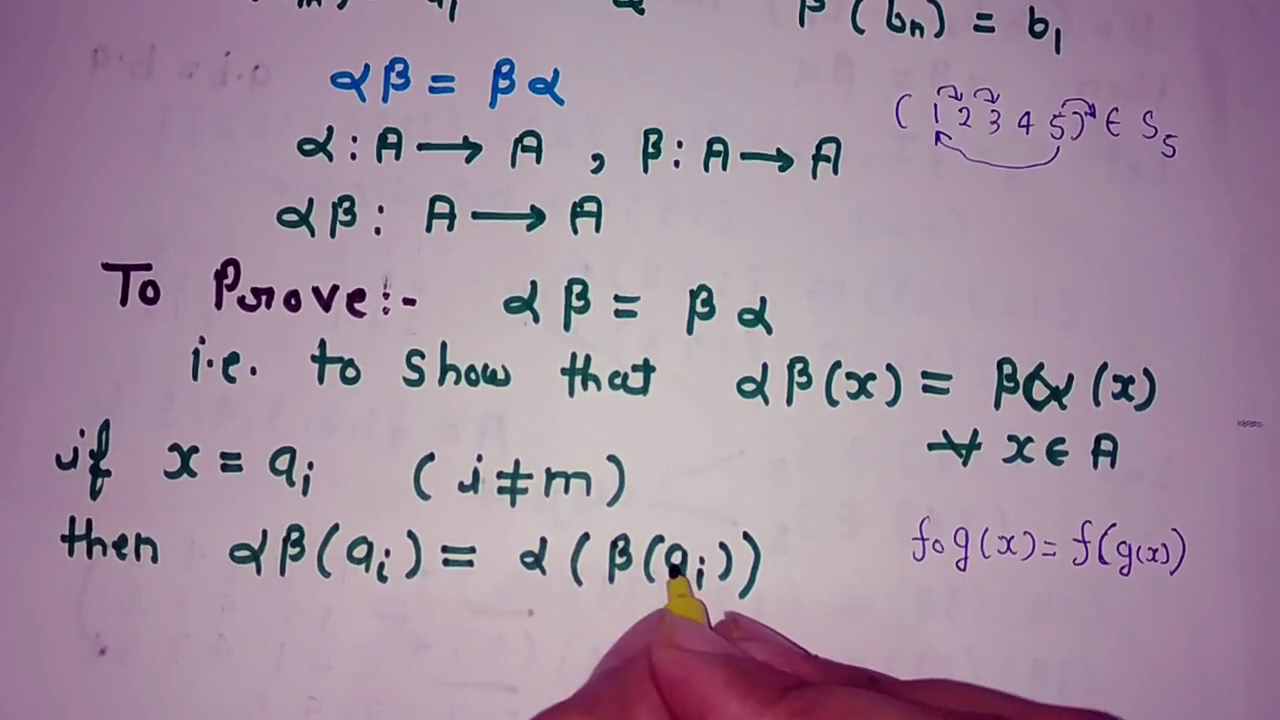 β(bₙ) = b₁
αβ = βα
(1 2 3 4 5) ∈ S₅
α: A ⟶ A , β: A ⟶ A
αβ: A ⟶ A
To Prove:- αβ = βα
i.e. to show that αβ(x) = βα(x)
∀ x ∈ A
if x = aᵢ (i ≠ m)
then αβ(aᵢ) = α(β(aᵢ))
fog(x) = f(g(x))